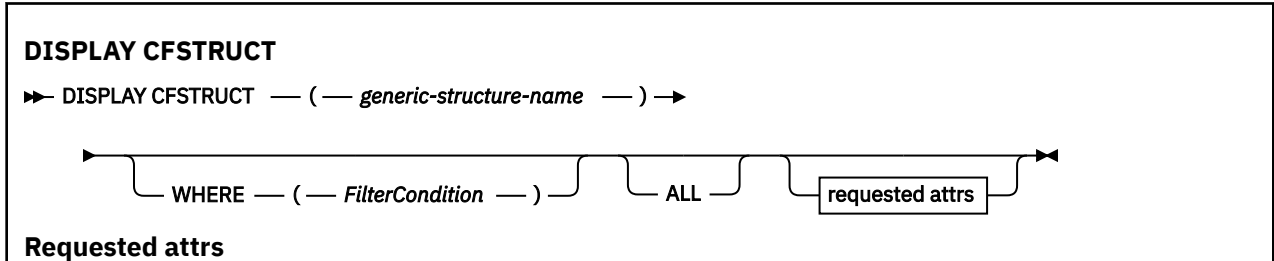 DISPLAY CFSTRUCT
DISPLAY CFSTRUCT ( generic-structure-name )
WHERE ( FilterCondition ) ALL requested attrs
Requested attrs